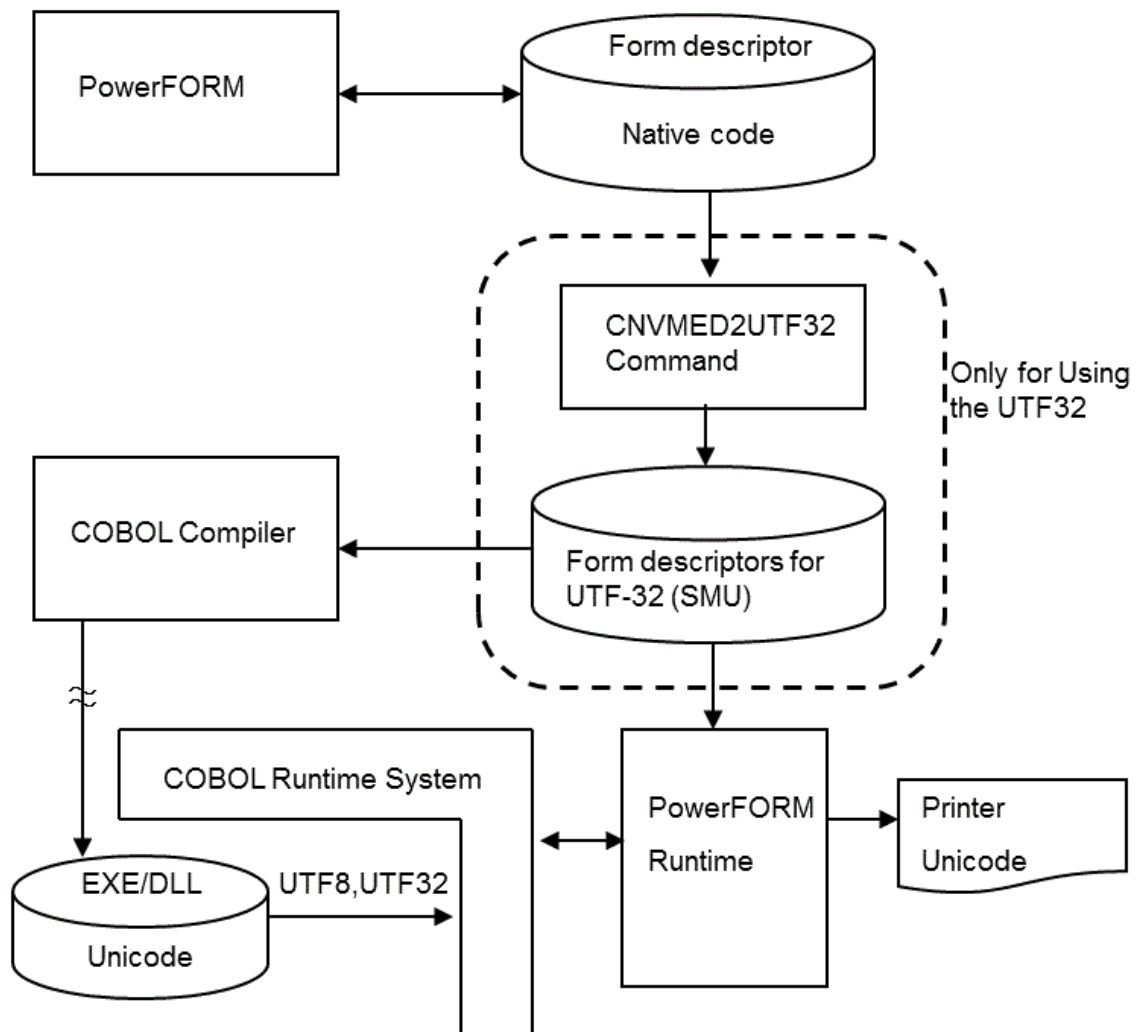 PowerFORM
Form descriptor
Native code
CNVMED2UTF32
Command
Only for Using
the UTF32
COBOL Compiler
Form descriptors for
UTF-32 (SMU)
COBOL Runtime System
PowerFORM
Runtime
Printer
Unicode
EXE/DLL
Unicode
UTF8,UTF32